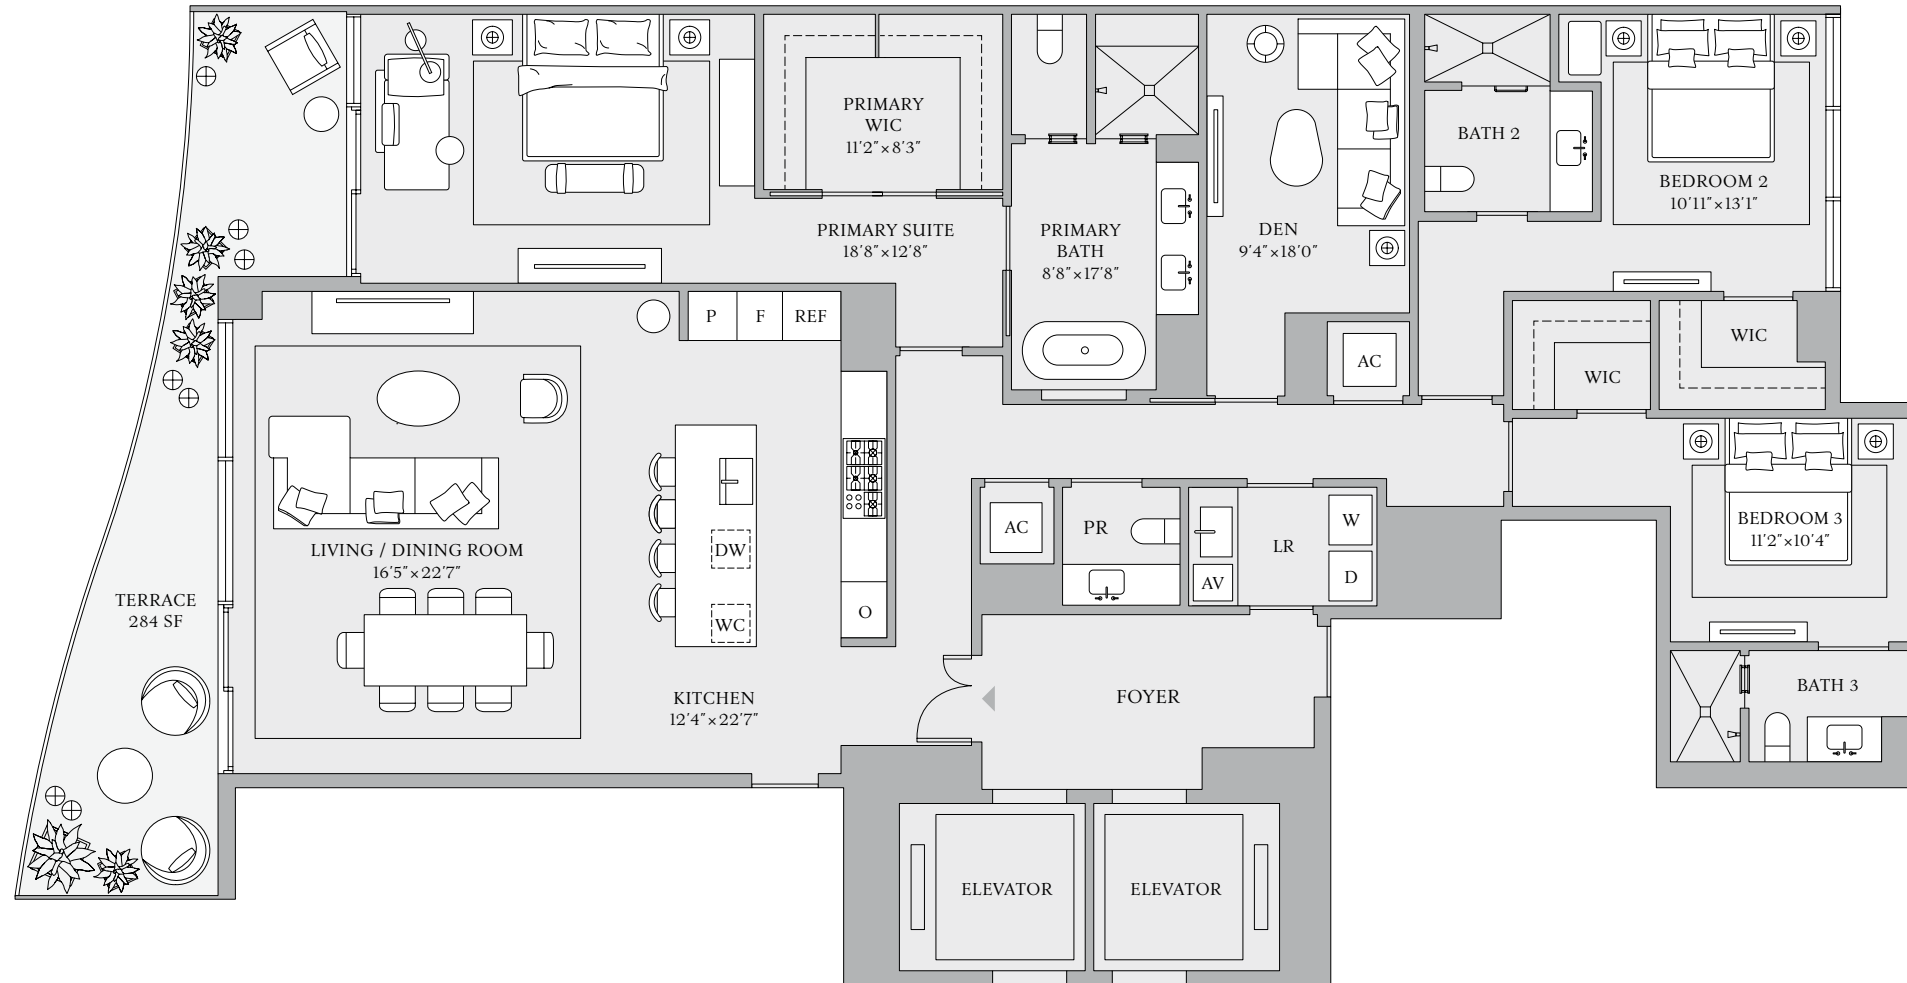 PRIMARY
WIC
11'2"×8'3"
BATH 2
BEDROOM 2
10'11"×13'1"
PRIMARY SUITE
18'8"×12'8"
PRIMARY
BATH
8'8"×17'8"
DEN
9'4"×18'0"
P
F
REF
AC
WIC
WIC
BEDROOM 3
11'2"×10'4"
AC
PR
LR
W
D
AV
LIVING / DINING ROOM
16'5"×22'7"
DW
WC
O
TERRACE
284 SF
KITCHEN
12'4"×22'7"
FOYER
BATH 3
ELEVATOR
ELEVATOR